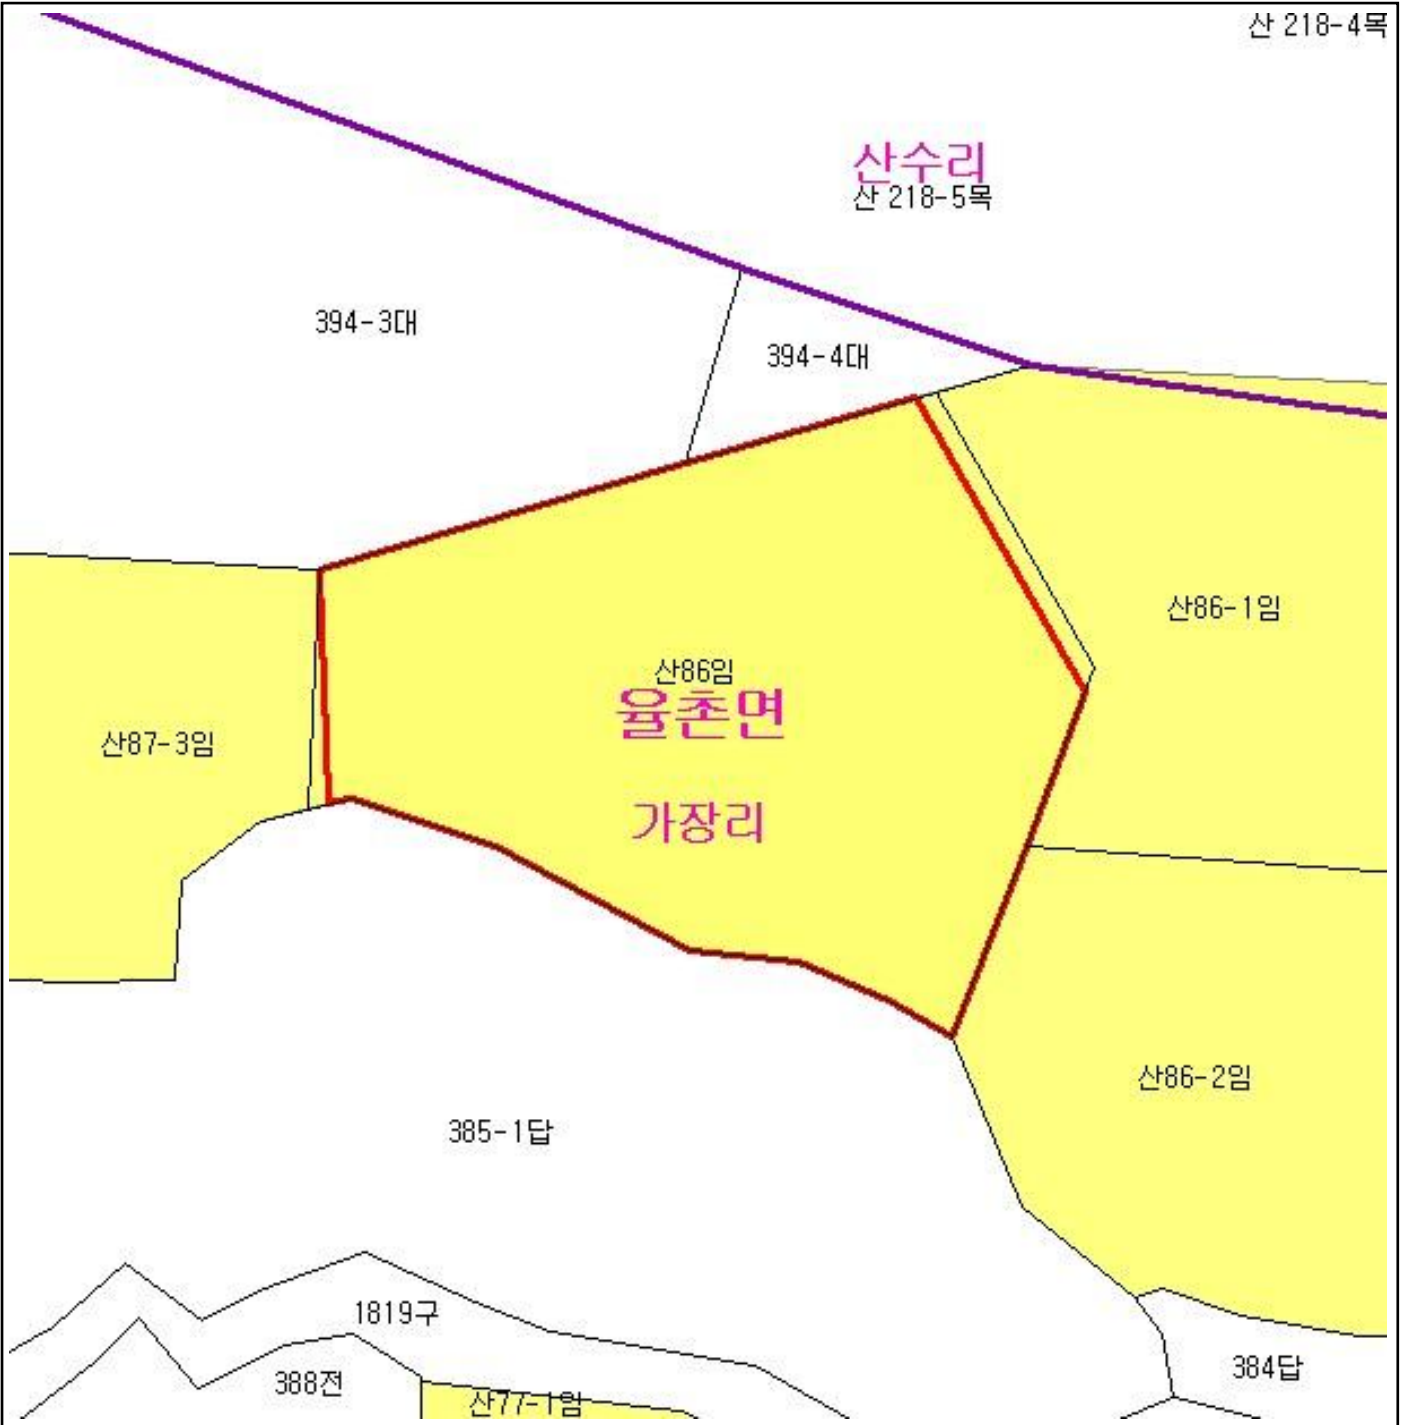 산 218-4목
산수리
산 218-5목
394-3대
394-4대
산86-1임
산86임
율촌면
산87-3임
가장리
산86-2임
385-1답
1819구
384답
388전
산77-1임